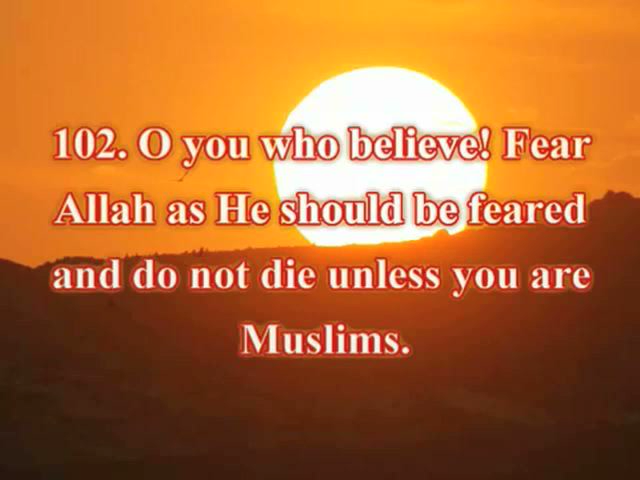 102. O you who believe! Fear
Allah as He should be feared
and do not die unless you are
Muslims.